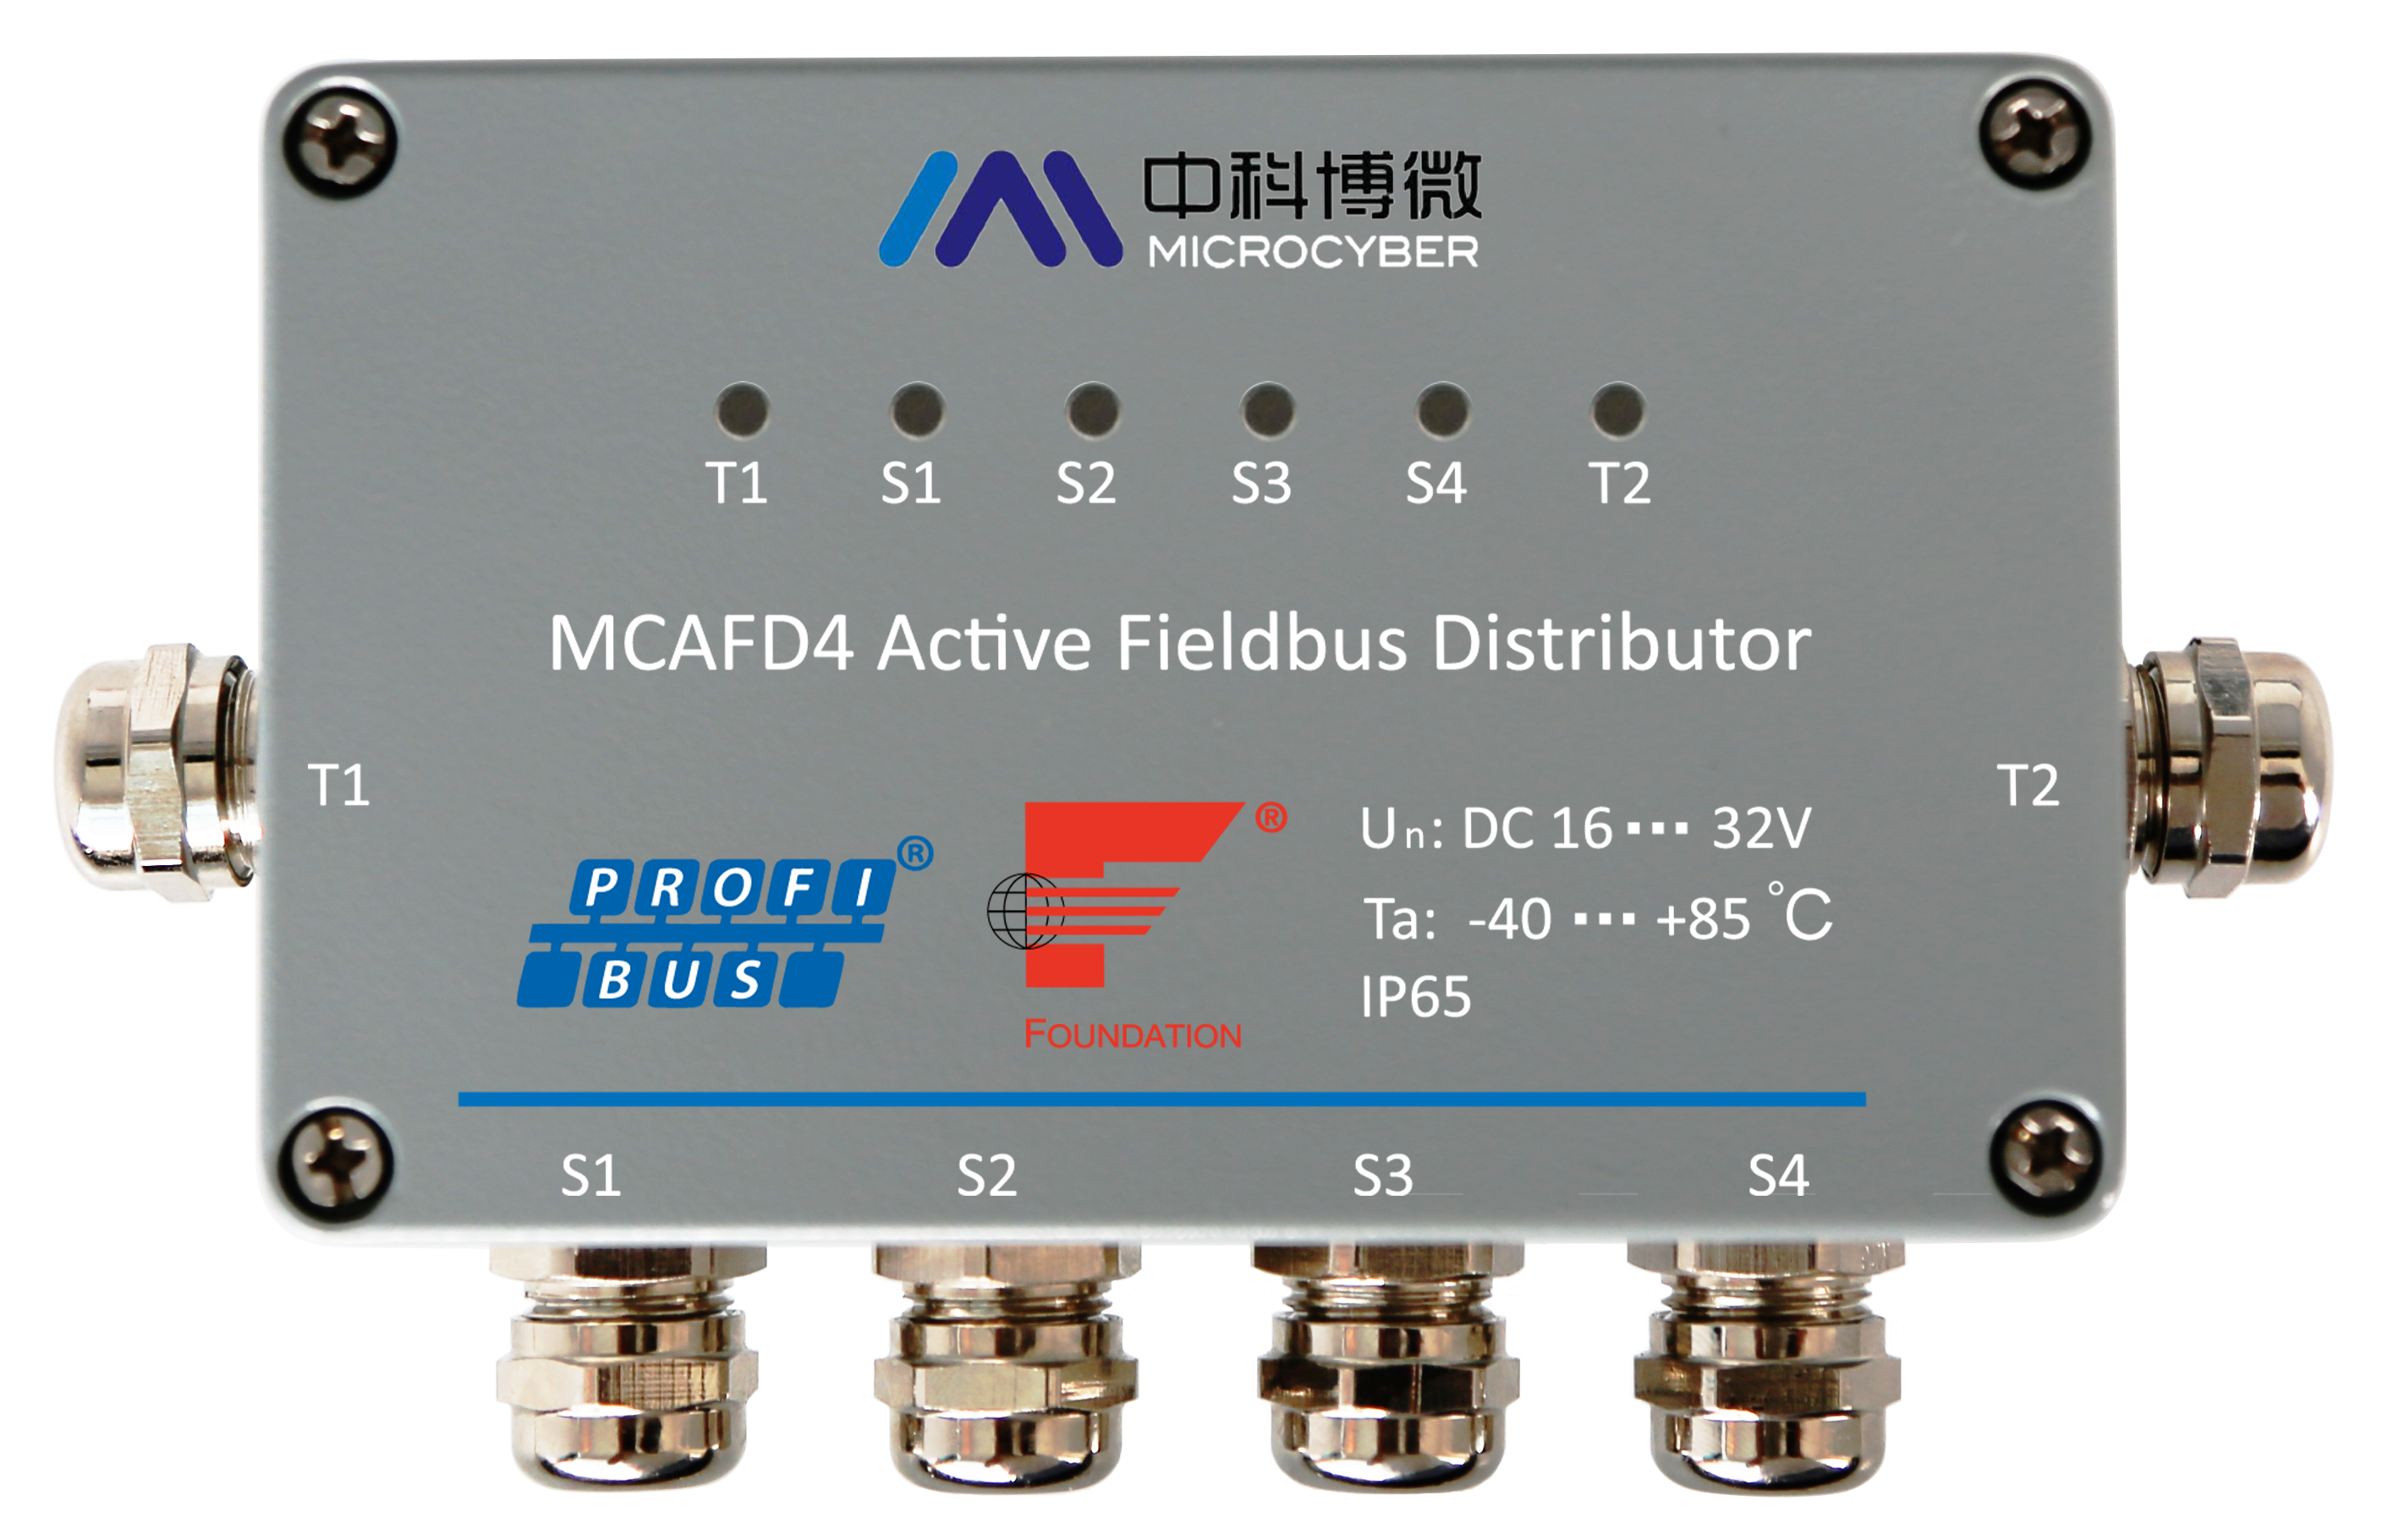 中科博微
MICROCYBER
T1 S1 S2 S3 S4 T2
MCAFD4 Active Fieldbus Distributor
T1
T2
PROFI®
BUS
®
FOUNDATION
Un: DC 16 ··· 32V
Ta: -40 ··· +85 °C
IP65
S1 S2 S3 S4